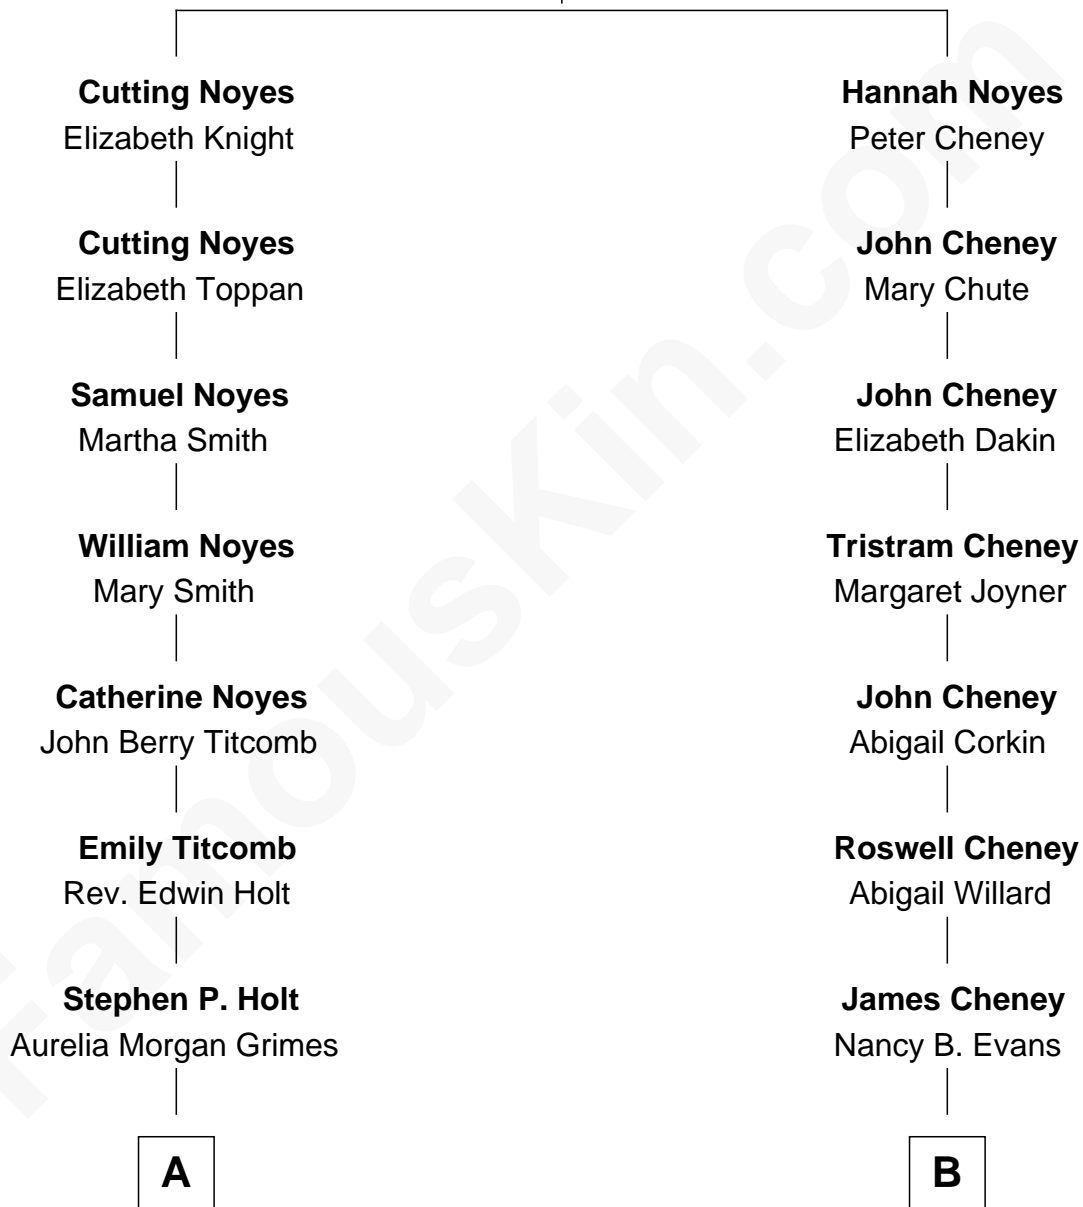 Cutting Noyes
Elizabeth Knight
Cutting Noyes
Elizabeth Toppan
Samuel Noyes
Martha Smith
William Noyes
Mary Smith
Catherine Noyes
John Berry Titcomb
Emily Titcomb
Rev. Edwin Holt
Stephen P. Holt
Aurelia Morgan Grimes
A
Hannah Noyes
Peter Cheney
John Cheney
Mary Chute
John Cheney
Elizabeth Dakin
Tristram Cheney
Margaret Joyner
John Cheney
Abigail Corkin
Roswell Cheney
Abigail Willard
James Cheney
Nancy B. Evans
B
FamousKin.com